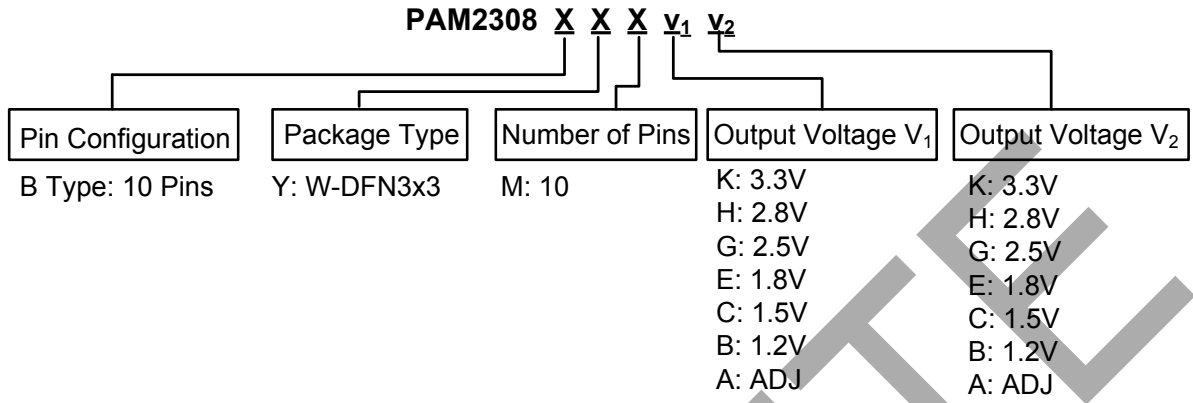 PAM2308 X X X v1 v2
Pin Configuration
B Type: 10 Pins
Package Type
Y: W-DFN3x3
Number of Pins
M: 10
Output Voltage V1
K: 3.3V
H: 2.8V
G: 2.5V
E: 1.8V
C: 1.5V
B: 1.2V
A: ADJ
Output Voltage V2
K: 3.3V
H: 2.8V
G: 2.5V
E: 1.8V
C: 1.5V
B: 1.2V
A: ADJ